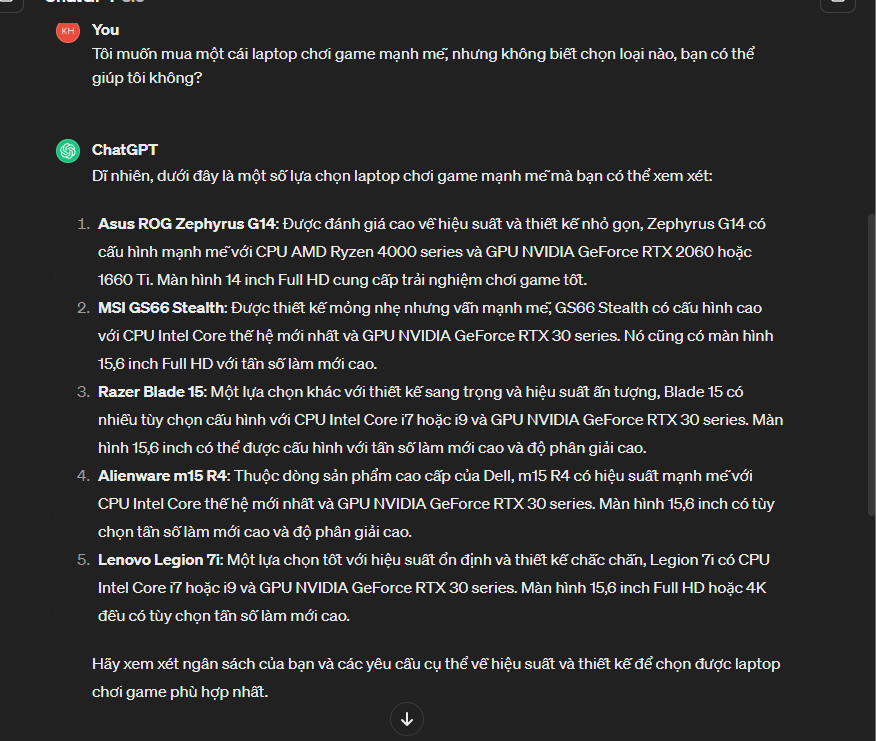 KH
You
Tôi muốn mua một cái laptop chơi game mạnh mẽ, nhưng không biết chọn loại nào, bạn có thể
giúp tôi không?
ChatGPT
Dĩ nhiên, dưới đây là một số lựa chọn laptop chơi game mạnh mẽ mà bạn có thể xem xét:
1. Asus ROG Zephyrus G14: Được đánh giá cao về hiệu suất và thiết kế nhỏ gọn, Zephyrus G14 có
cấu hình mạnh mẽ với CPU AMD Ryzen 4000 series và GPU NVIDIA GeForce RTX 2060 hoặc
1660 Ti. Màn hình 14 inch Full HD cung cấp trải nghiệm chơi game tốt.
2. MSI GS66 Stealth: Được thiết kế mỏng nhẹ nhưng vẫn mạnh mẽ, GS66 Stealth có cấu hình cao
với CPU Intel Core thế hệ mới nhất và GPU NVIDIA GeForce RTX 30 series. Nó cũng có màn hình
15,6 inch Full HD với tần số làm mới cao.
3. Razer Blade 15: Một lựa chọn khác với thiết kế sang trọng và hiệu suất ấn tượng, Blade 15 có
nhiều tùy chọn cấu hình với CPU Intel Core i7 hoặc i9 và GPU NVIDIA GeForce RTX 30 series. Màn
hình 15,6 inch có thể được cấu hình với tần số làm mới cao và độ phân giải cao.
4. Alienware m15 R4: Thuộc dòng sản phẩm cao cấp của Dell, m15 R4 có hiệu suất mạnh mẽ với
CPU Intel Core thế hệ mới nhất và GPU NVIDIA GeForce RTX 30 series. Màn hình 15,6 inch có tùy
chọn tần số làm mới cao và độ phân giải cao.
5. Lenovo Legion 7i: Một lựa chọn tốt với hiệu suất ổn định và thiết kế chắc chắn, Legion 7i có CPU
Intel Core i7 hoặc i9 và GPU NVIDIA GeForce RTX 30 series. Màn hình 15,6 inch Full HD hoặc 4K
đều có tùy chọn tần số làm mới cao.
Hãy xem xét ngân sách của bạn và các yêu cầu cụ thể về hiệu suất và thiết kế để chọn được laptop
chơi game phù hợp nhất.